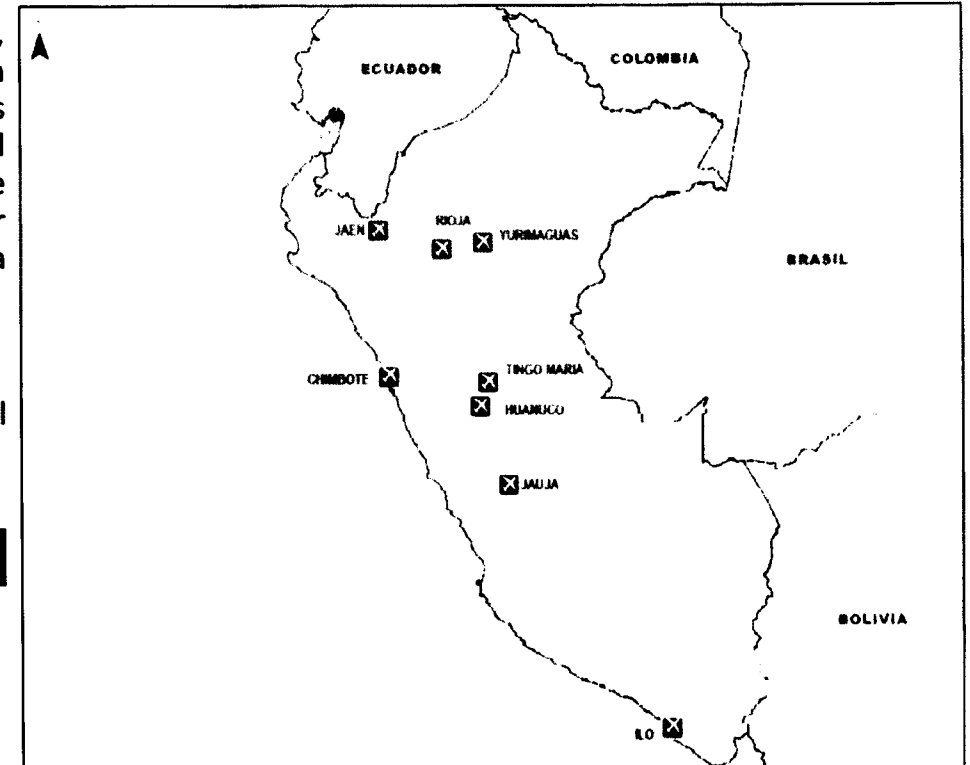 ECUADOR
COLOMBIA
JAEN
RIOJA
YURIMAGUAS
BRASIL
CHIMBOTE
TINGO MARIA
HUANUCO
JAUJA
BOLIVIA
ILO